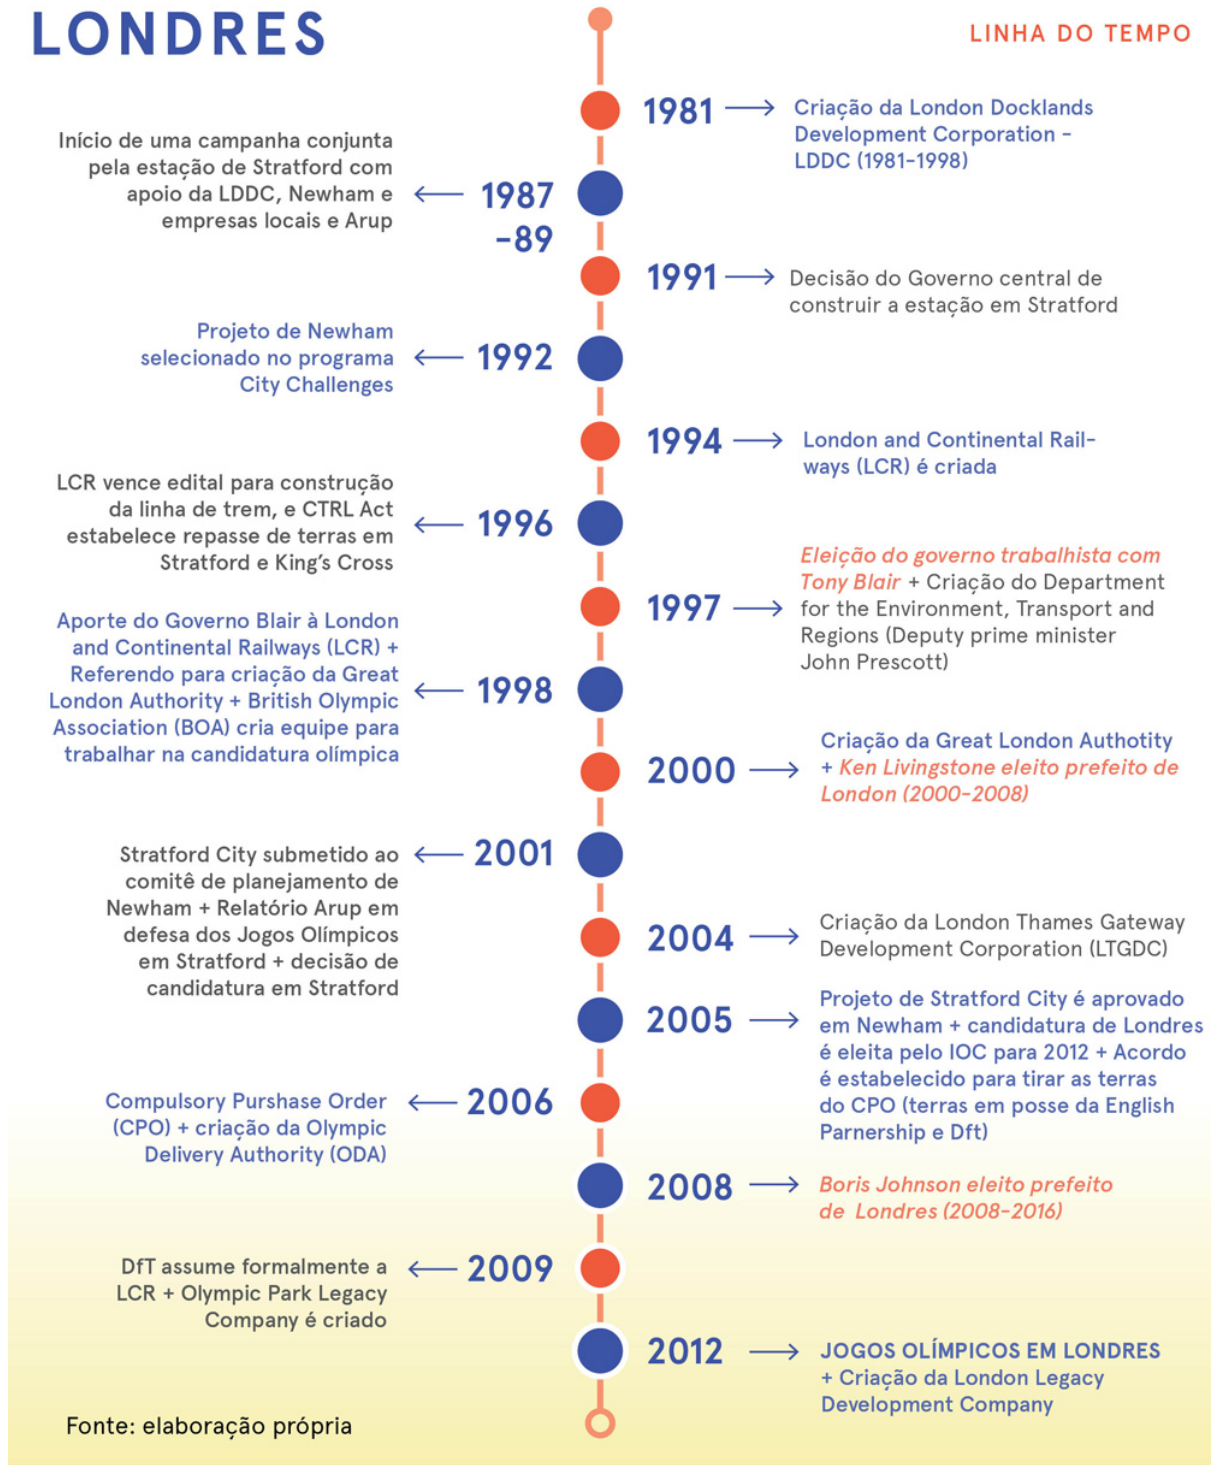 LONDRES
LINHA DO TEMPO
1981
Criação da London Docklands
Development Corporation -
LDDC (1981-1998)
Início de uma campanha conjunta
pela estação de Stratford com
apoio da LDDC, Newham e
empresas locais e Arup
1987
-89
1991
Decisão do Governo central de
construir a estação em Stratford
Projeto de Newham
selecionado no programa
City Challenges
1992
1994
London and Continental Rail-
ways (LCR) é criada
LCR vence edital para construção
da linha de trem, e CTRL Act
estabelece repasse de terras em
Stratford e King's Cross
1996
1997
Eleição do governo trabalhista com
Tony Blair + Criação do Department
for the Environment, Transport and
Regions (Deputy prime minister
John Prescott)
Aporte do Governo Blair à London
and Continental Railways (LCR) +
Referendo para criação da Great
London Authority + British Olympic
Association (BOA) cria equipe para
trabalhar na candidatura olímpica
1998
2000
Criação da Great London Authotity
+ Ken Livingstone eleito prefeito de
London (2000-2008)
Stratford City submetido ao
comitê de planejamento de
Newham + Relatório Arup em
defesa dos Jogos Olímpicos
em Stratford + decisão de
candidatura em Stratford
2001
2004
Criação da London Thames Gateway
Development Corporation (LTGDC)
2005
Projeto de Stratford City é aprovado
em Newham + candidatura de Londres
é eleita pelo IOC para 2012 + Acordo
é estabelecido para tirar as terras
do CPO (terras em posse da English
Parnership e Dft)
Compulsory Purshase Order
(CPO) + criação da Olympic
Delivery Authority (ODA)
2006
2008
Boris Johnson eleito prefeito
de Londres (2008-2016)
DfT assume formalmente a
LCR + Olympic Park Legacy
Company é criado
2009
2012
JOGOS OLÍMPICOS EM LONDRES
+ Criação da London Legacy
Development Company
Fonte: elaboração própria